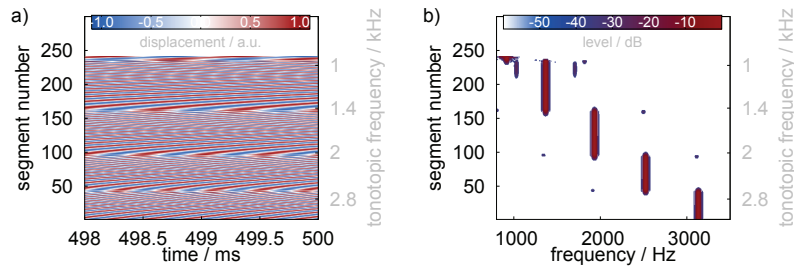 a)
-1.0 -0.5 0.0 0.5 1.0
displacement / a.u.
250
200
150
100
50
segment number
1
1.4
2
2.8
tonotopic frequency / kHz
498 498.5 499 499.5 500
time / ms
b)
-50 -40 -30 -20 -10
level / dB
250
200
150
100
50
segment number
1
1.4
2
2.8
tonotopic frequency / kHz
1000 2000 3000
frequency / Hz